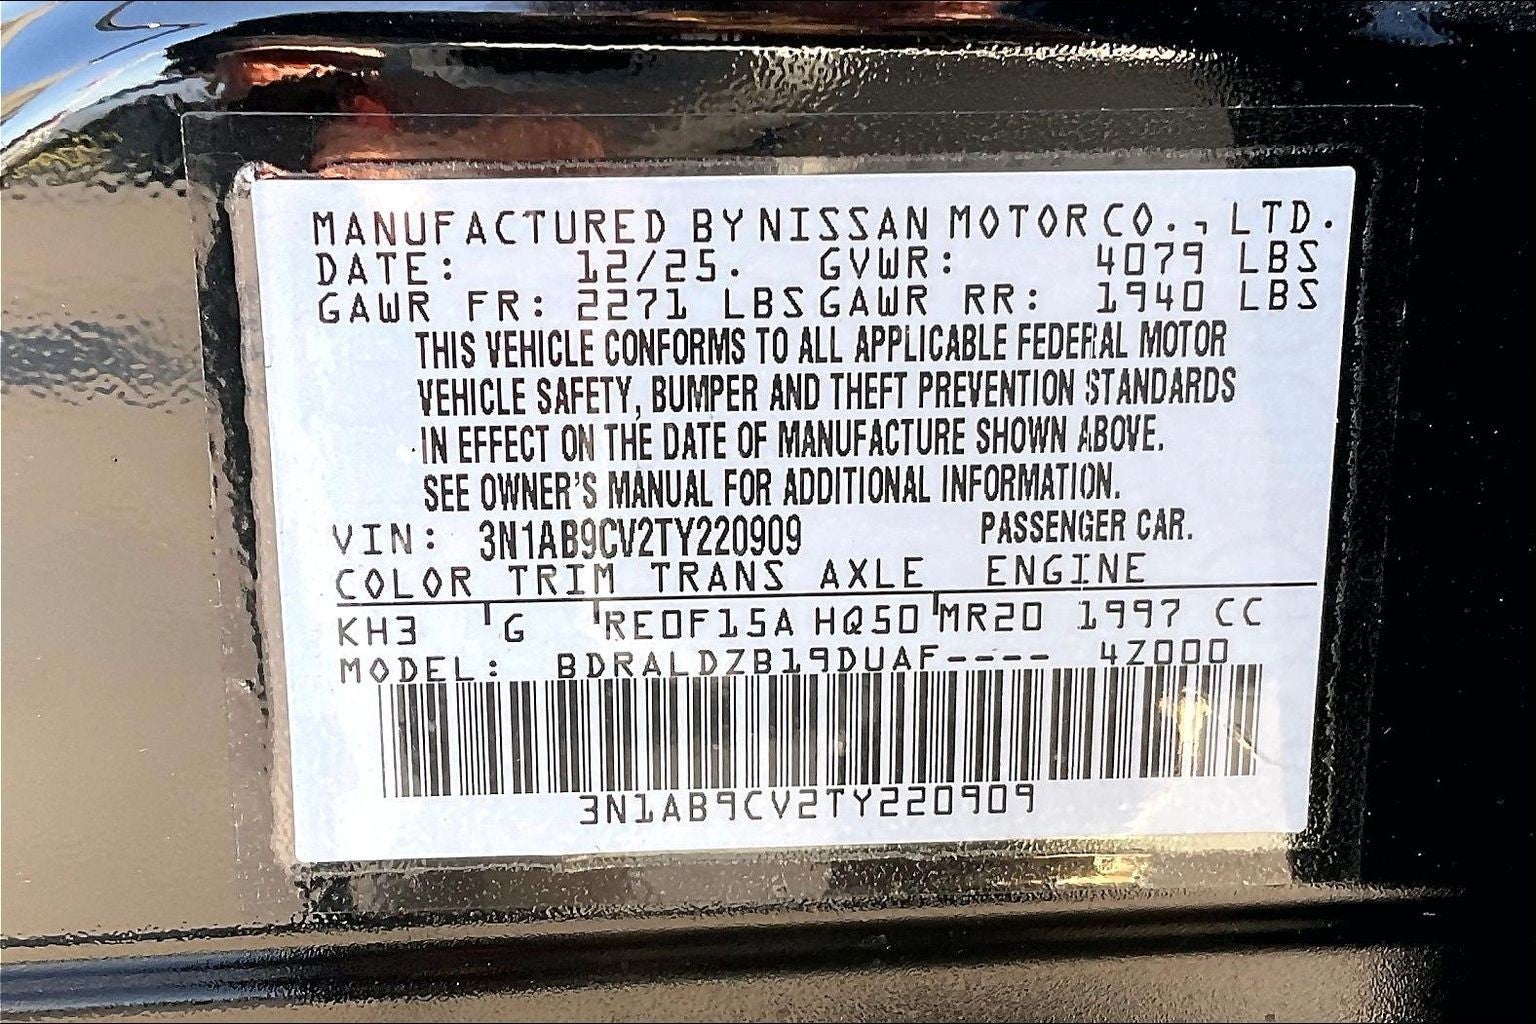 MANUFACTURED BY NISSAN MOTOR CO., LTD.
DATE: 12/25. GVWR: 4079 LBS
GAWR FR: 2271 LBS GAWR RR: 1940 LBS
THIS VEHICLE CONFORMS TO ALL APPLICABLE FEDERAL MOTOR
VEHICLE SAFETY, BUMPER AND THEFT PREVENTION STANDARDS
IN EFFECT ON THE DATE OF MANUFACTURE SHOWN ABOVE.
SEE OWNER'S MANUAL FOR ADDITIONAL INFORMATION.
VIN: 3N1AB9CV2TY220909 PASSENGER CAR.
COLOR TRIM TRANS AXLE ENGINE
KH3 G RE0F15A HQ50 MR20 1997 CC
MODEL: BDRALDZB19DUAF---- 4Z000
3N1AB9CV2TY220909